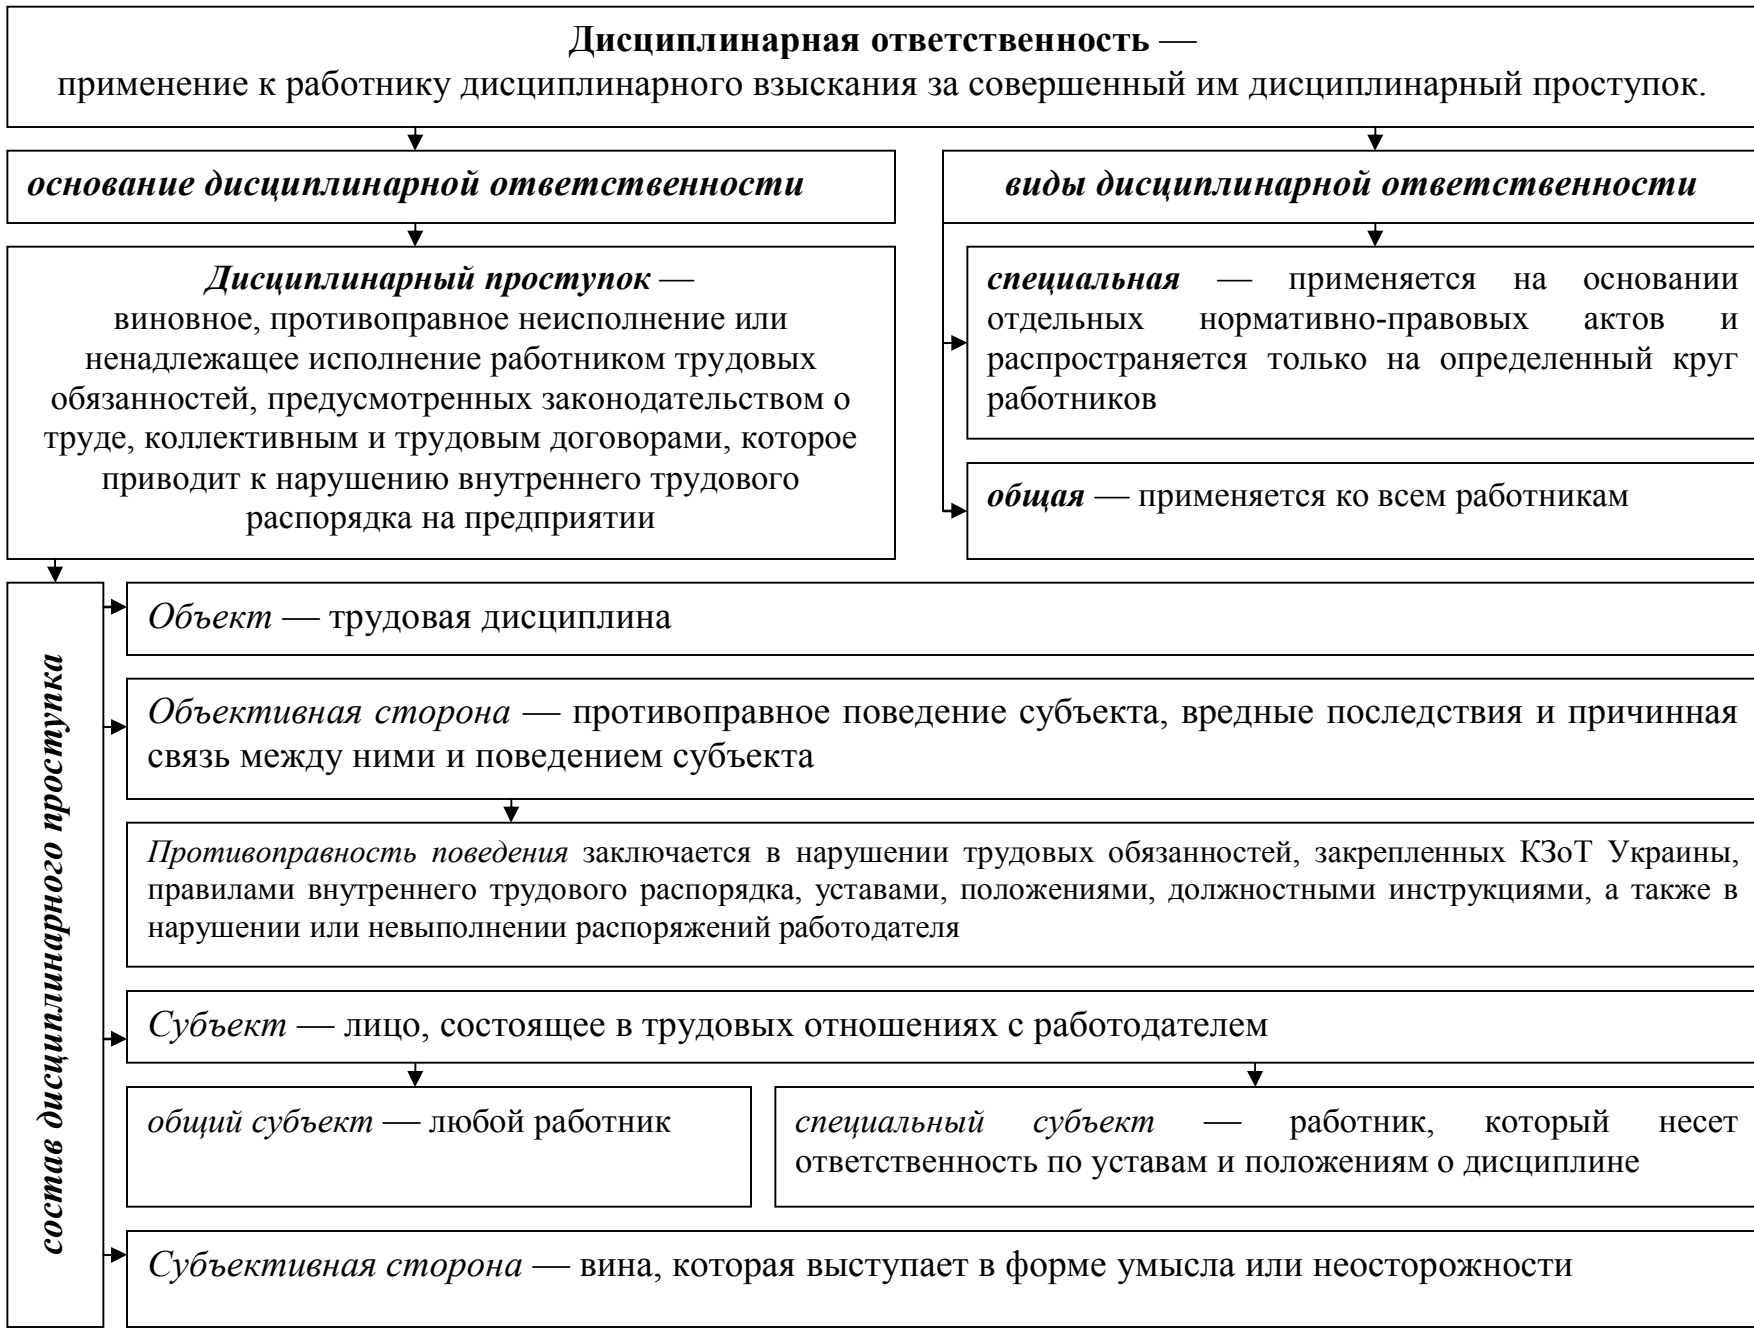 Дисциплинарная ответственность —
применение к работнику дисциплинарного взыскания за совершенный им дисциплинарный проступок.
основание дисциплинарной ответственности
виды дисциплинарной ответственности
Дисциплинарный проступок —
виновное, противоправное неисполнение или
ненадлежащее исполнение работником трудовых
обязанностей, предусмотренных законодательством о
труде, коллективным и трудовым договорами, которое
приводит к нарушению внутреннего трудового
распорядка на предприятии
специальная — применяется на основании
отдельных нормативно-правовых актов и
распространяется только на определенный круг
работников
общая — применяется ко всем работникам
состав дисциплинарного проступка
Объект — трудовая дисциплина
Объективная сторона — противоправное поведение субъекта, вредные последствия и причинная
связь между ними и поведением субъекта
Противоправность поведения заключается в нарушении трудовых обязанностей, закрепленных КЗоТ Украины,
правилами внутреннего трудового распорядка, уставами, положениями, должностными инструкциями, а также в
нарушении или невыполнении распоряжений работодателя
Субъект — лицо, состоящее в трудовых отношениях с работодателем
общий субъект — любой работник
специальный субъект — работник, который несет
ответственность по уставам и положениям о дисциплине
Субъективная сторона — вина, которая выступает в форме умысла или неосторожности